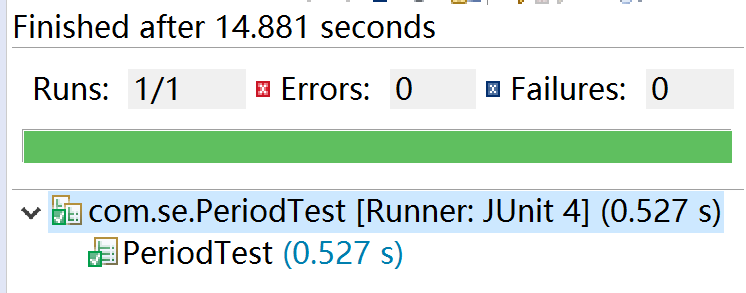 Finished after 14.881 seconds
Runs: 1/1 Errors: 0 Failures: 0
com.se.PeriodTest [Runner: JUnit 4] (0.527 s)
PeriodTest (0.527 s)